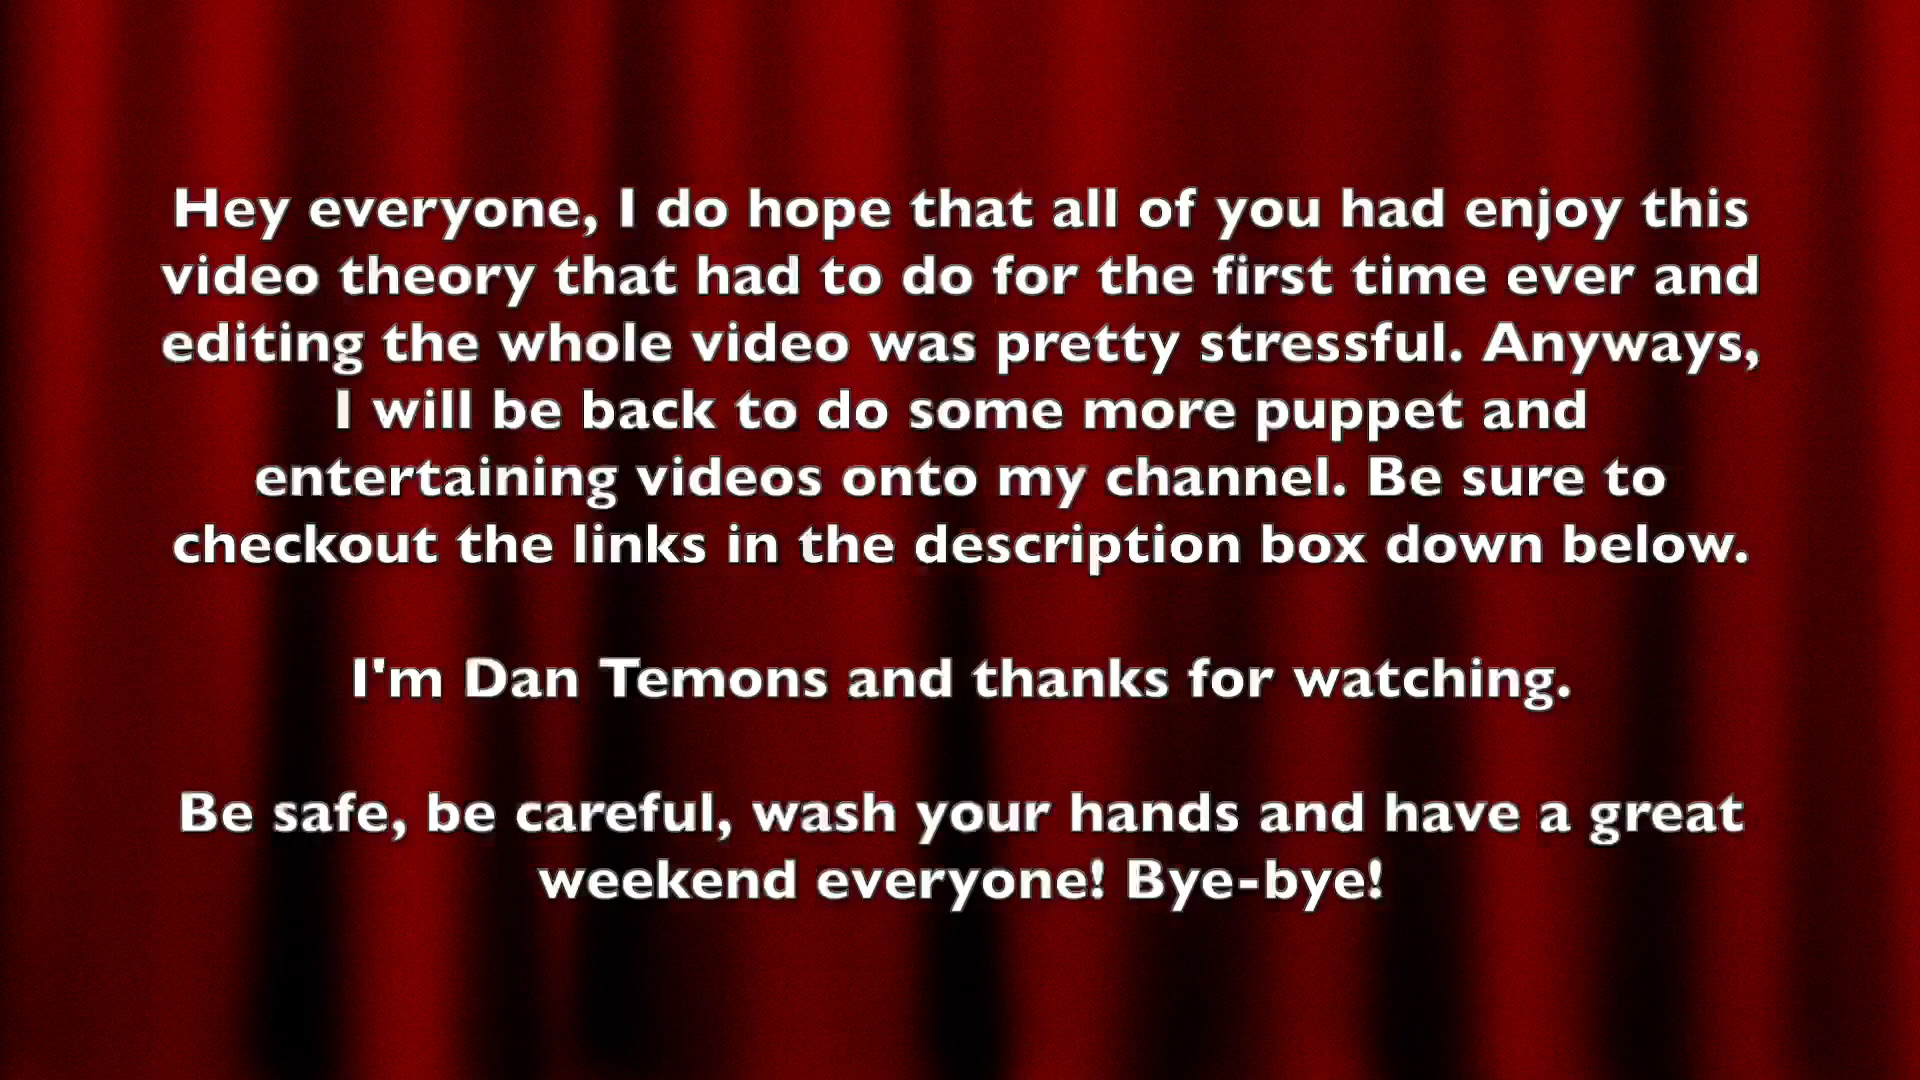 Hey everyone, I do hope that all of you had enjoy this
video theory that had to do for the first time ever and
editing the whole video was pretty stressful. Anyways,
I will be back to do some more puppet and
entertaining videos onto my channel. Be sure to
checkout the links in the description box down below.
I'm Dan Temons and thanks for watching.
Be safe, be careful, wash your hands and have a great
weekend everyone! Bye-bye!